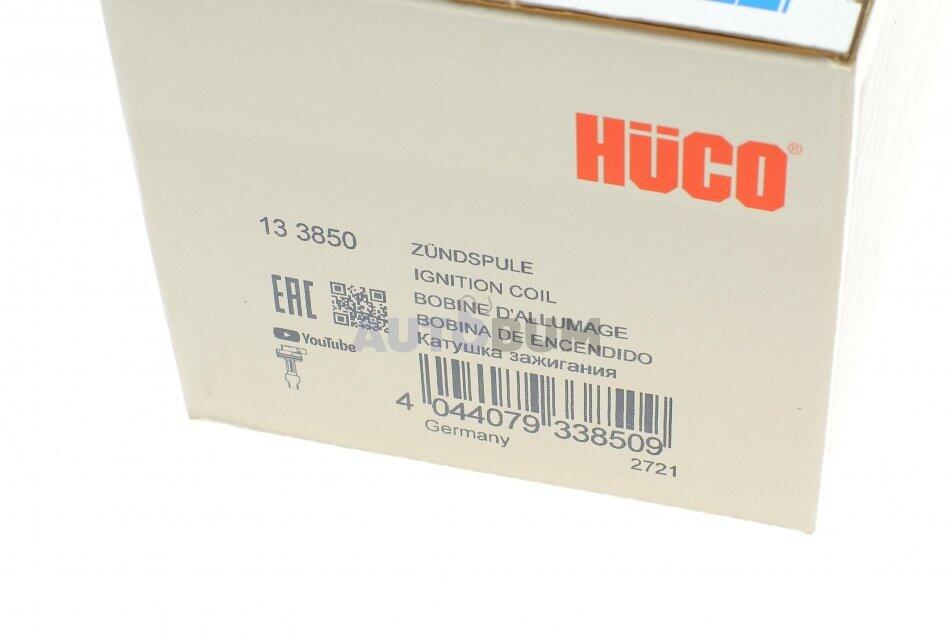 HÜCO®
13 3850
ZÜNDSPULE
IGNITION COIL
BOBINE D'ALLUMAGE
BOBINA DE ENCENDIDO
Катушка зажигания
EAC
YouTube
AUTOBUM
4 044079 338509
Germany
2721